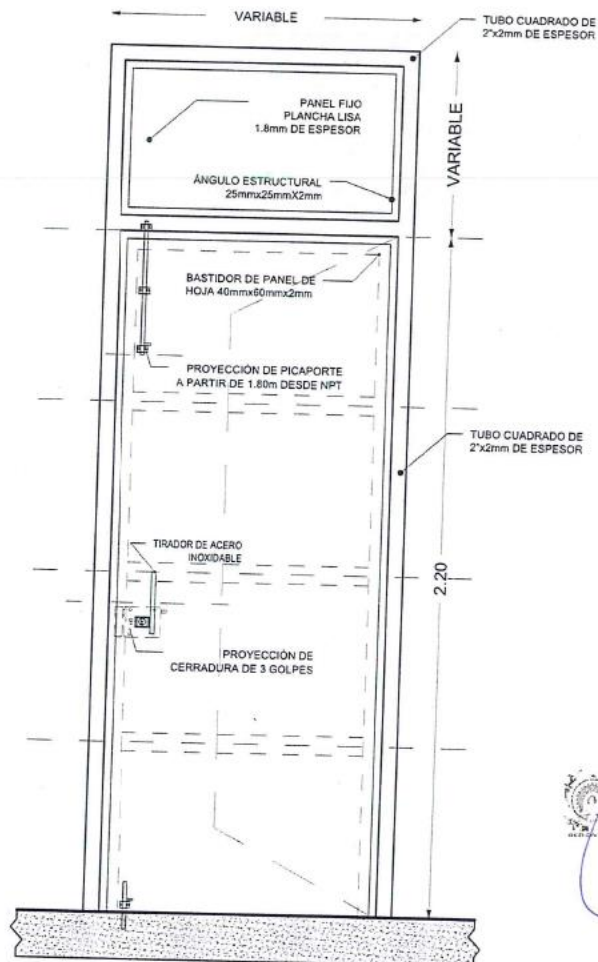 VARIABLE
TUBO CUADRADO DE
2"x2mm DE ESPESOR
PANEL FIJO
PLANCHA LISA
1.8mm DE ESPESOR
VARIABLE
ÁNGULO ESTRUCTURAL
25mmx25mmX2mm
BASTIDOR DE PANEL DE
HOJA 40mmx60mmx2mm
PROYECCIÓN DE PICAPORTE
A PARTIR DE 1.80m DESDE NPT
TUBO CUADRADO DE
2"x2mm DE ESPESOR
TIRADOR DE ACERO
INOXIDABLE
2.20
PROYECCIÓN DE
CERRADURA DE 3 GOLPES